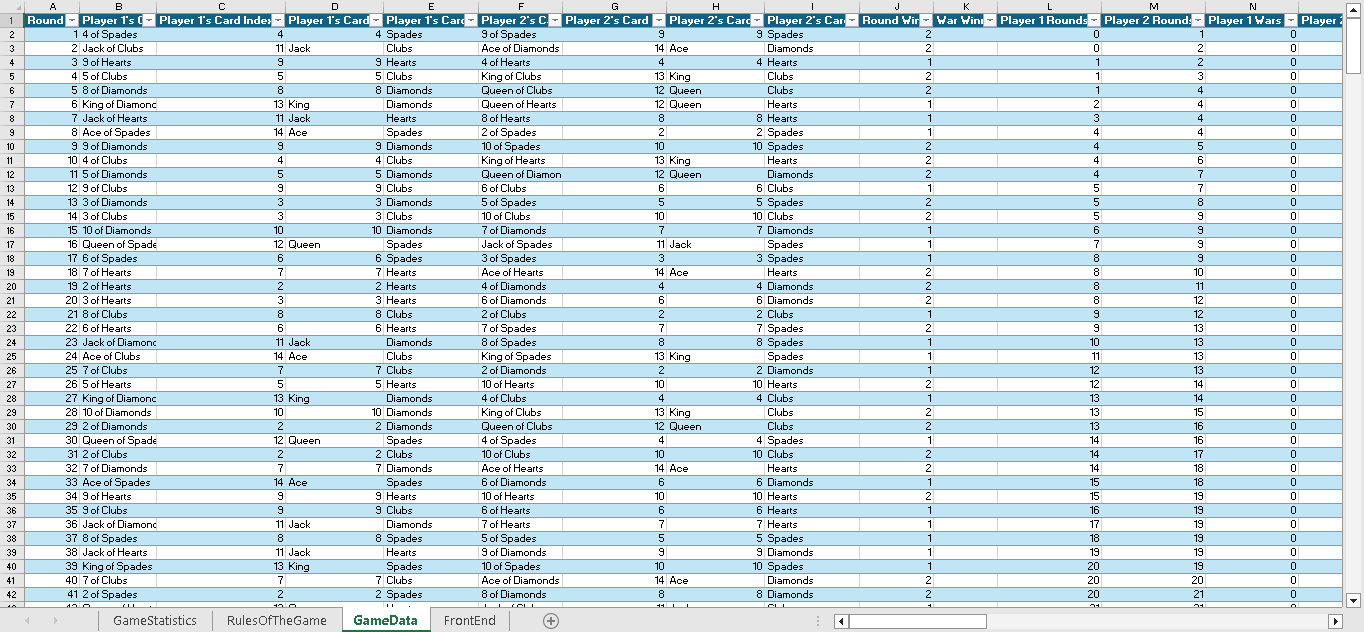 A B C D E F G H I J K L M N
1 Round Player 1's C Player 1's Card Index Player 1's Card Player 1's Card Player 2's C Player 2's Card Player 2's Card Player 2's Card Round Win War Winn Player 1 Rounds Player 2 Rounds Player 1 Wars Player 2
2 1 4 of Spades 4 4 Spades 9 of Spades 9 9 Spades 2 0 1 0
3 2 Jack of Clubs 11 Jack Clubs Ace of Diamonds 14 Ace Diamonds 2 0 2 0
4 3 9 of Hearts 9 9 Hearts 4 of Hearts 4 4 Hearts 1 1 2 0
5 4 5 of Clubs 5 5 Clubs King of Clubs 13 King Clubs 2 1 3 0
6 5 8 of Diamonds 8 8 Diamonds Queen of Clubs 12 Queen Clubs 2 1 4 0
7 6 King of Diamond 13 King Diamonds Queen of Hearts 12 Queen Hearts 1 2 4 0
8 7 Jack of Hearts 11 Jack Hearts 8 of Hearts 8 8 Hearts 1 3 4 0
9 8 Ace of Spades 14 Ace Spades 2 of Spades 2 2 Spades 1 4 4 0
10 9 9 of Diamonds 9 9 Diamonds 10 of Spades 10 10 Spades 2 4 5 0
11 10 4 of Clubs 4 4 Clubs King of Hearts 13 King Hearts 2 4 6 0
12 11 5 of Diamonds 5 5 Diamonds Queen of Diamon 12 Queen Diamonds 2 4 7 0
13 12 9 of Clubs 9 9 Clubs 6 of Clubs 6 6 Clubs 1 5 7 0
14 13 3 of Diamonds 3 3 Diamonds 5 of Spades 5 5 Spades 2 5 8 0
15 14 3 of Clubs 3 3 Clubs 10 of Clubs 10 10 Clubs 2 5 9 0
16 15 10 of Diamonds 10 10 Diamonds 7 of Diamonds 7 7 Diamonds 1 6 9 0
17 16 Queen of Spade 12 Queen Spades Jack of Spades 11 Jack Spades 1 7 9 0
18 17 6 of Spades 6 6 Spades 3 of Spades 3 3 Spades 1 8 9 0
19 18 7 of Hearts 7 7 Hearts Ace of Hearts 14 Ace Hearts 2 8 10 0
20 19 2 of Hearts 2 2 Hearts 4 of Diamonds 4 4 Diamonds 2 8 11 0
21 20 3 of Hearts 3 3 Hearts 6 of Diamonds 6 6 Diamonds 2 8 12 0
22 21 8 of Clubs 8 8 Clubs 2 of Clubs 2 2 Clubs 1 9 12 0
23 22 6 of Hearts 6 6 Hearts 7 of Spades 7 7 Spades 2 9 13 0
24 23 Jack of Diamond 11 Jack Diamonds 8 of Spades 8 8 Spades 1 10 13 0
25 24 Ace of Clubs 14 Ace Clubs King of Spades 13 King Spades 1 11 13 0
26 25 7 of Clubs 7 7 Clubs 2 of Diamonds 2 2 Diamonds 1 12 13 0
27 26 5 of Hearts 5 5 Hearts 10 of Hearts 10 10 Hearts 2 12 14 0
28 27 King of Diamond 13 King Diamonds 4 of Clubs 4 4 Clubs 1 13 14 0
29 28 10 of Diamonds 10 10 Diamonds King of Clubs 13 King Clubs 2 13 15 0
30 29 2 of Diamonds 2 2 Diamonds Queen of Clubs 12 Queen Clubs 2 13 16 0
31 30 Queen of Spade 12 Queen Spades 4 of Spades 4 4 Spades 1 14 16 0
32 31 2 of Clubs 2 2 Clubs 10 of Clubs 10 10 Clubs 2 14 17 0
33 32 7 of Diamonds 7 7 Diamonds Ace of Hearts 14 Ace Hearts 2 14 18 0
34 33 Ace of Spades 14 Ace Spades 6 of Diamonds 6 6 Diamonds 1 15 18 0
35 34 9 of Hearts 9 9 Hearts 10 of Hearts 10 10 Hearts 2 15 19 0
36 35 9 of Clubs 9 9 Clubs 6 of Hearts 6 6 Hearts 1 16 19 0
37 36 Jack of Diamond 11 Jack Diamonds 7 of Hearts 7 7 Hearts 1 17 19 0
38 37 8 of Spades 8 8 Spades 5 of Spades 5 5 Spades 1 18 19 0
39 38 Jack of Hearts 11 Jack Hearts 9 of Diamonds 9 9 Diamonds 1 19 19 0
40 39 King of Spades 13 King Spades 10 of Spades 10 10 Spades 1 20 19 0
41 40 7 of Clubs 7 7 Clubs Ace of Diamonds 14 Ace Diamonds 2 20 20 0
42 41 2 of Spades 2 2 Spades 8 of Diamonds 8 8 Diamonds 2 20 21 0
GameStatistics RulesOfTheGame GameData FrontEnd